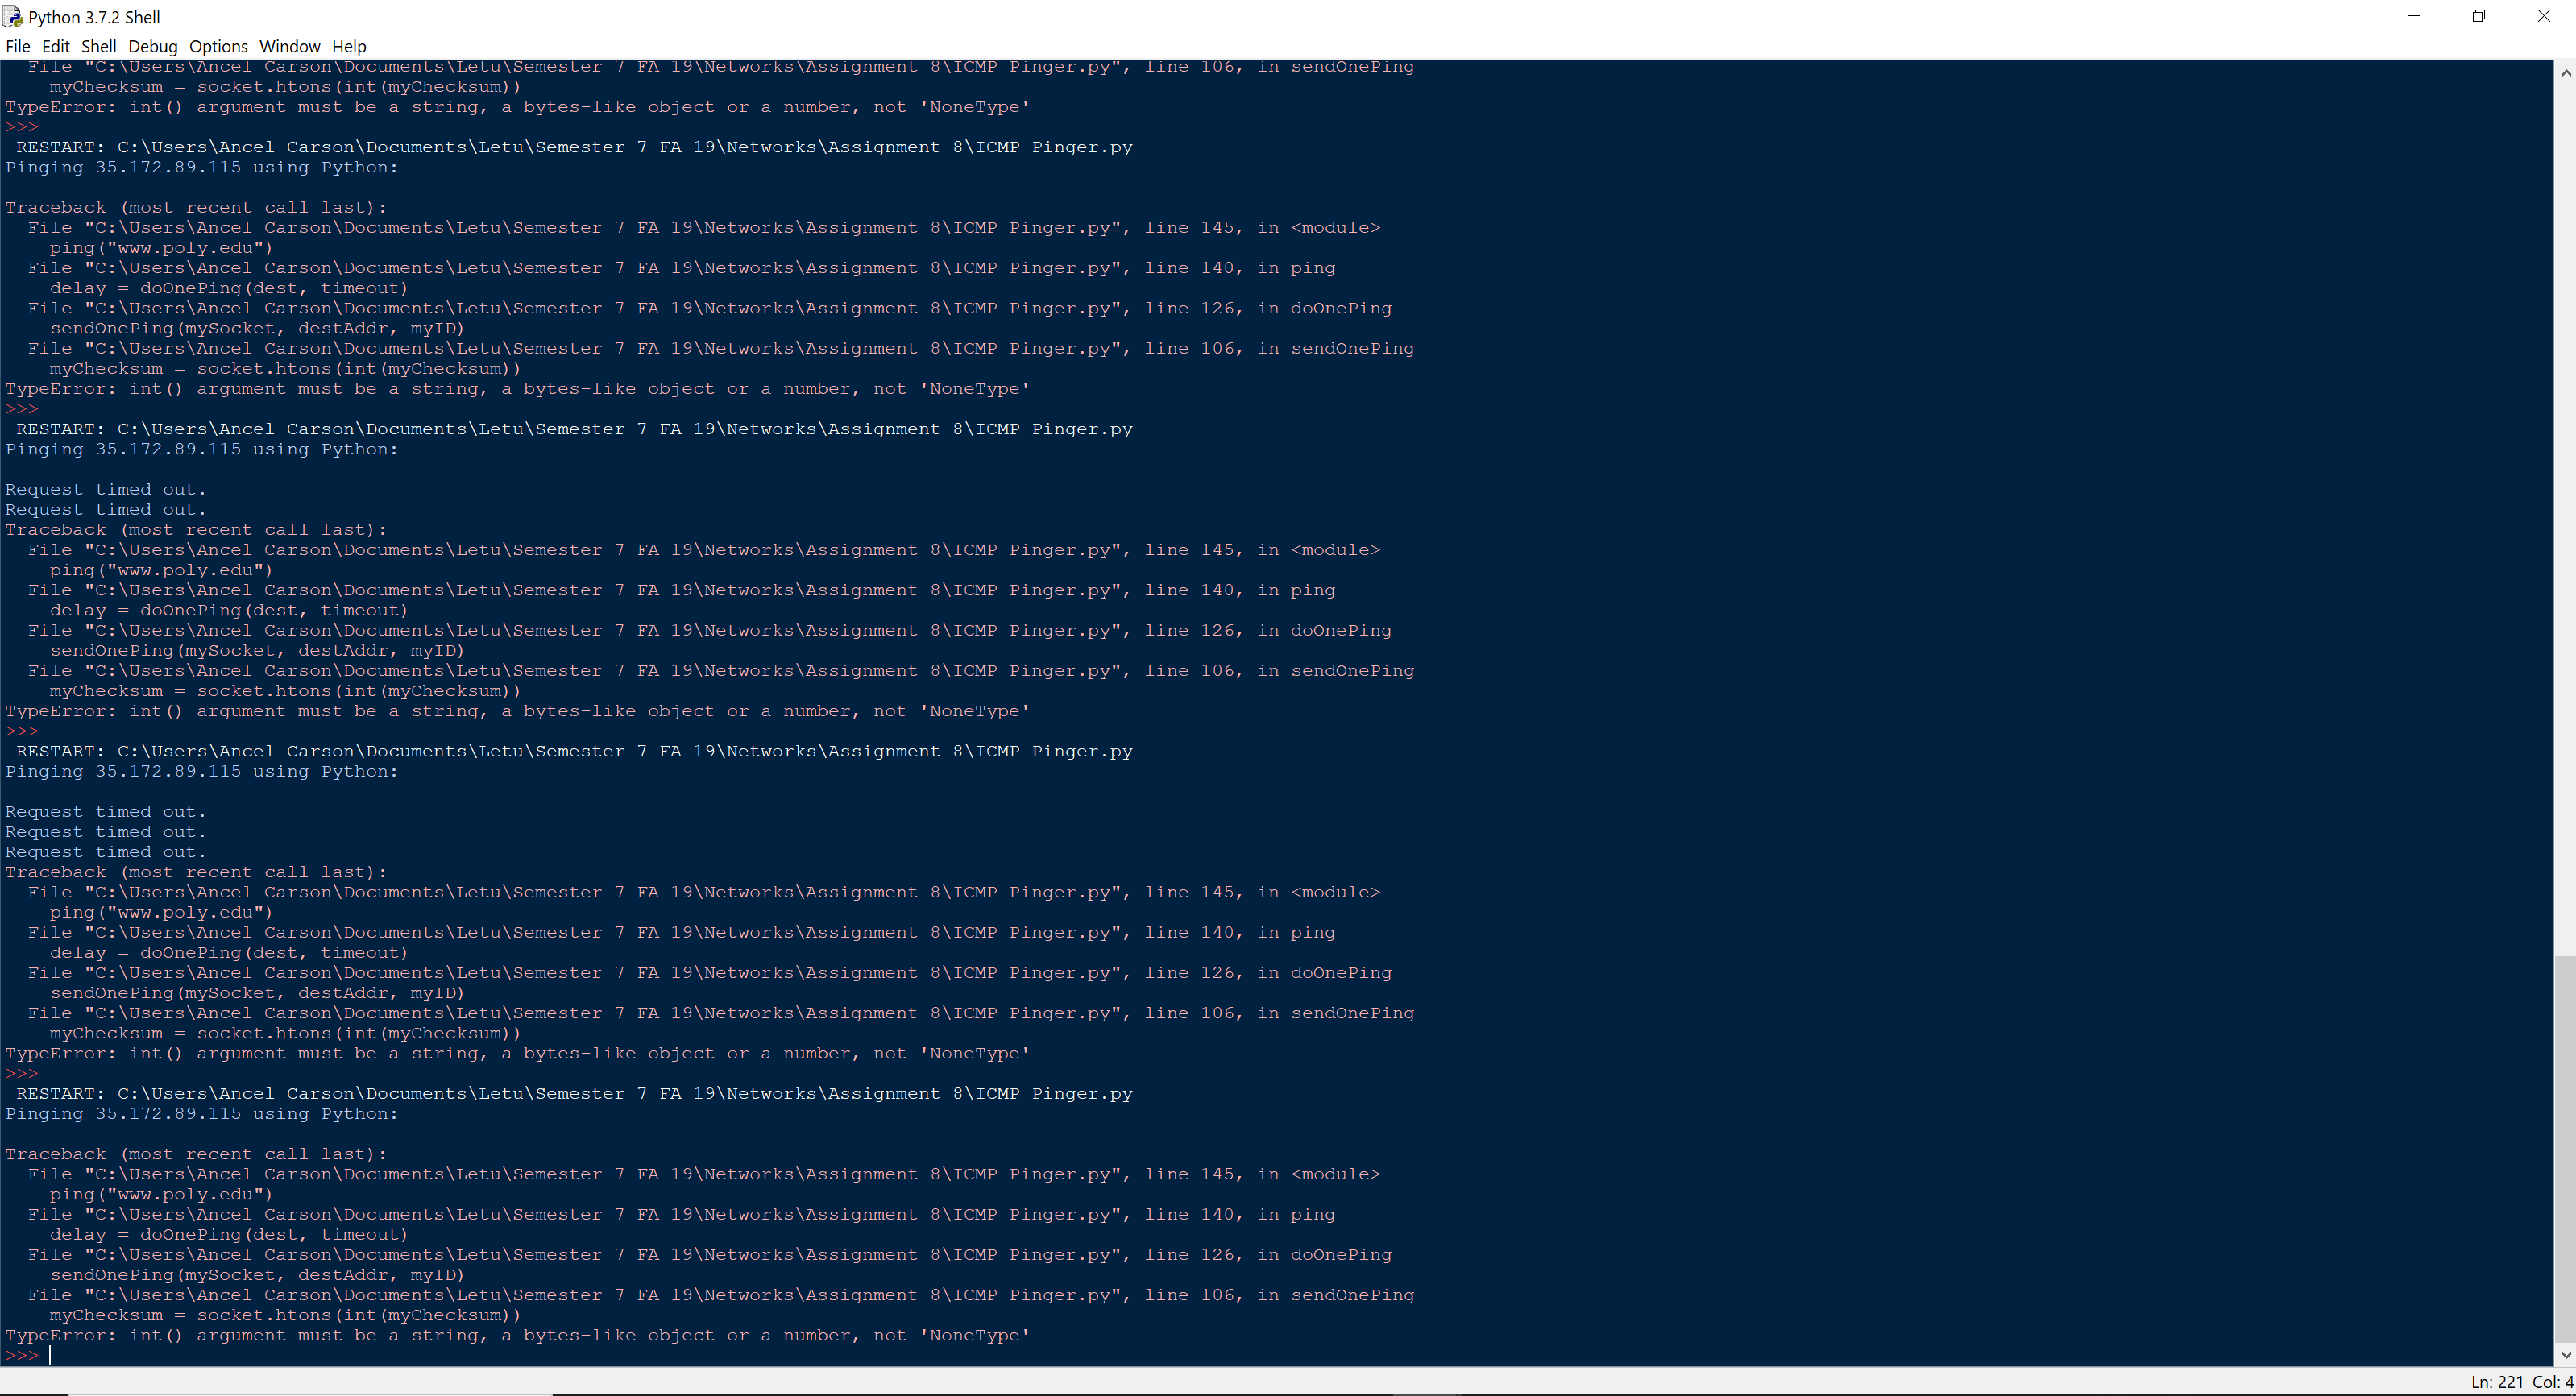 Python 3.7.2 Shell
File Edit Shell Debug Options Window Help
  File "C:\Users\Ancel Carson\Documents\Letu\Semester 7 FA 19\Networks\Assignment 8\ICMP Pinger.py", line 106, in sendOnePing
    myChecksum = socket.htons(int(myChecksum))
TypeError: int() argument must be a string, a bytes-like object or a number, not 'NoneType'
>>>
 RESTART: C:\Users\Ancel Carson\Documents\Letu\Semester 7 FA 19\Networks\Assignment 8\ICMP Pinger.py
Pinging 35.172.89.115 using Python:
Traceback (most recent call last):
  File "C:\Users\Ancel Carson\Documents\Letu\Semester 7 FA 19\Networks\Assignment 8\ICMP Pinger.py", line 145, in <module>
    ping("www.poly.edu")
  File "C:\Users\Ancel Carson\Documents\Letu\Semester 7 FA 19\Networks\Assignment 8\ICMP Pinger.py", line 140, in ping
    delay = doOnePing(dest, timeout)
  File "C:\Users\Ancel Carson\Documents\Letu\Semester 7 FA 19\Networks\Assignment 8\ICMP Pinger.py", line 126, in doOnePing
    sendOnePing(mySocket, destAddr, myID)
  File "C:\Users\Ancel Carson\Documents\Letu\Semester 7 FA 19\Networks\Assignment 8\ICMP Pinger.py", line 106, in sendOnePing
    myChecksum = socket.htons(int(myChecksum))
TypeError: int() argument must be a string, a bytes-like object or a number, not 'NoneType'
>>>
 RESTART: C:\Users\Ancel Carson\Documents\Letu\Semester 7 FA 19\Networks\Assignment 8\ICMP Pinger.py
Pinging 35.172.89.115 using Python:
Request timed out.
Request timed out.
Traceback (most recent call last):
  File "C:\Users\Ancel Carson\Documents\Letu\Semester 7 FA 19\Networks\Assignment 8\ICMP Pinger.py", line 145, in <module>
    ping("www.poly.edu")
  File "C:\Users\Ancel Carson\Documents\Letu\Semester 7 FA 19\Networks\Assignment 8\ICMP Pinger.py", line 140, in ping
    delay = doOnePing(dest, timeout)
  File "C:\Users\Ancel Carson\Documents\Letu\Semester 7 FA 19\Networks\Assignment 8\ICMP Pinger.py", line 126, in doOnePing
    sendOnePing(mySocket, destAddr, myID)
  File "C:\Users\Ancel Carson\Documents\Letu\Semester 7 FA 19\Networks\Assignment 8\ICMP Pinger.py", line 106, in sendOnePing
    myChecksum = socket.htons(int(myChecksum))
TypeError: int() argument must be a string, a bytes-like object or a number, not 'NoneType'
>>>
 RESTART: C:\Users\Ancel Carson\Documents\Letu\Semester 7 FA 19\Networks\Assignment 8\ICMP Pinger.py
Pinging 35.172.89.115 using Python:
Request timed out.
Request timed out.
Request timed out.
Traceback (most recent call last):
  File "C:\Users\Ancel Carson\Documents\Letu\Semester 7 FA 19\Networks\Assignment 8\ICMP Pinger.py", line 145, in <module>
    ping("www.poly.edu")
  File "C:\Users\Ancel Carson\Documents\Letu\Semester 7 FA 19\Networks\Assignment 8\ICMP Pinger.py", line 140, in ping
    delay = doOnePing(dest, timeout)
  File "C:\Users\Ancel Carson\Documents\Letu\Semester 7 FA 19\Networks\Assignment 8\ICMP Pinger.py", line 126, in doOnePing
    sendOnePing(mySocket, destAddr, myID)
  File "C:\Users\Ancel Carson\Documents\Letu\Semester 7 FA 19\Networks\Assignment 8\ICMP Pinger.py", line 106, in sendOnePing
    myChecksum = socket.htons(int(myChecksum))
TypeError: int() argument must be a string, a bytes-like object or a number, not 'NoneType'
>>>
 RESTART: C:\Users\Ancel Carson\Documents\Letu\Semester 7 FA 19\Networks\Assignment 8\ICMP Pinger.py
Pinging 35.172.89.115 using Python:
Traceback (most recent call last):
  File "C:\Users\Ancel Carson\Documents\Letu\Semester 7 FA 19\Networks\Assignment 8\ICMP Pinger.py", line 145, in <module>
    ping("www.poly.edu")
  File "C:\Users\Ancel Carson\Documents\Letu\Semester 7 FA 19\Networks\Assignment 8\ICMP Pinger.py", line 140, in ping
    delay = doOnePing(dest, timeout)
  File "C:\Users\Ancel Carson\Documents\Letu\Semester 7 FA 19\Networks\Assignment 8\ICMP Pinger.py", line 126, in doOnePing
    sendOnePing(mySocket, destAddr, myID)
  File "C:\Users\Ancel Carson\Documents\Letu\Semester 7 FA 19\Networks\Assignment 8\ICMP Pinger.py", line 106, in sendOnePing
    myChecksum = socket.htons(int(myChecksum))
TypeError: int() argument must be a string, a bytes-like object or a number, not 'NoneType'
>>>
Ln: 221 Col: 4